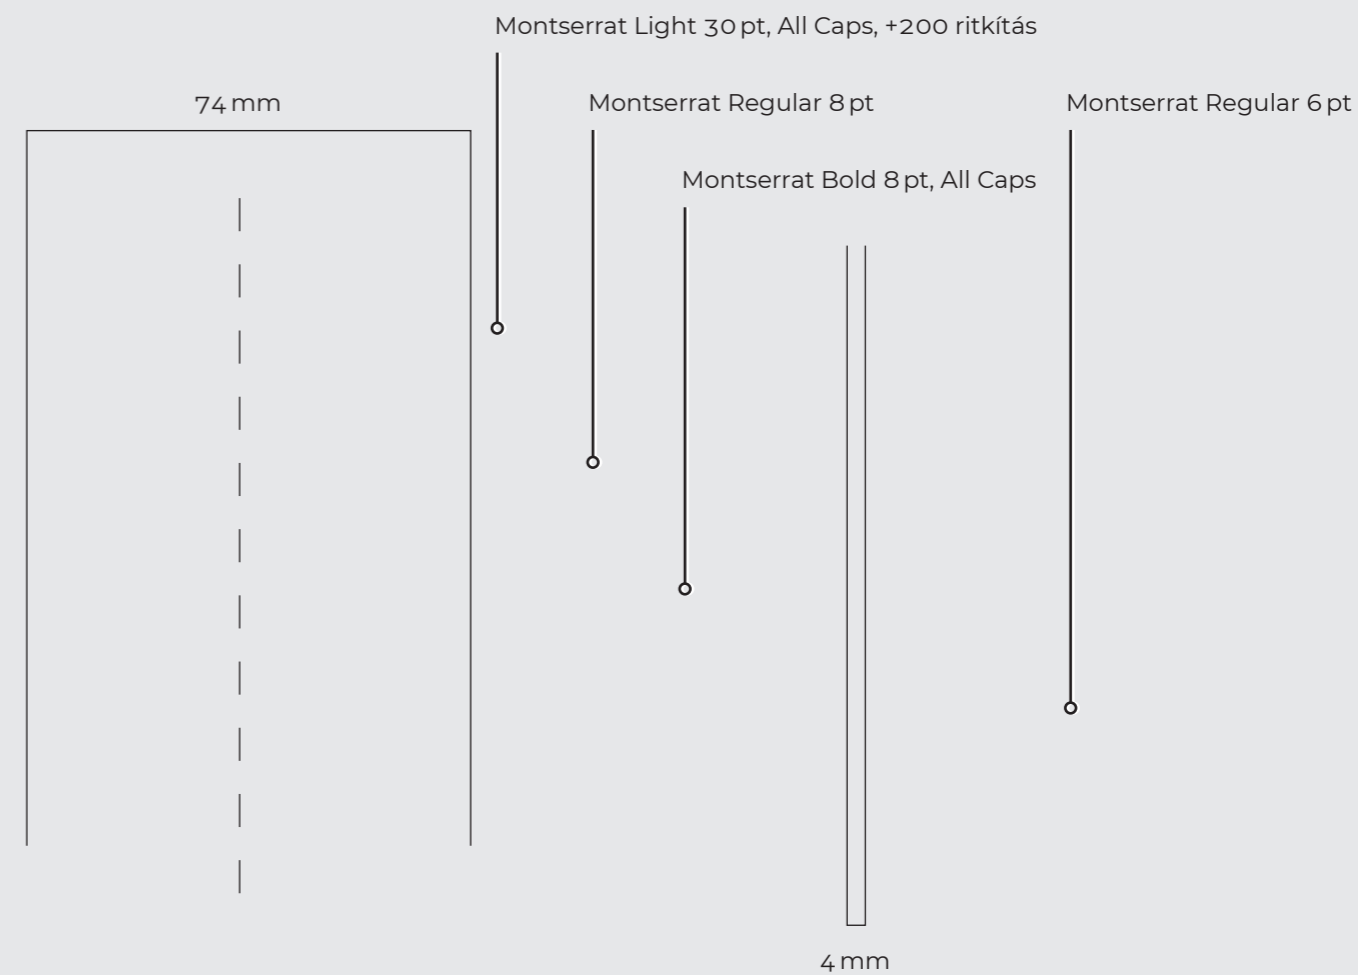 Montserrat Light 30 pt, All Caps, +200 ritkítás
74 mm
Montserrat Regular 8 pt
Montserrat Regular 6 pt
Montserrat Bold 8 pt, All Caps
4 mm